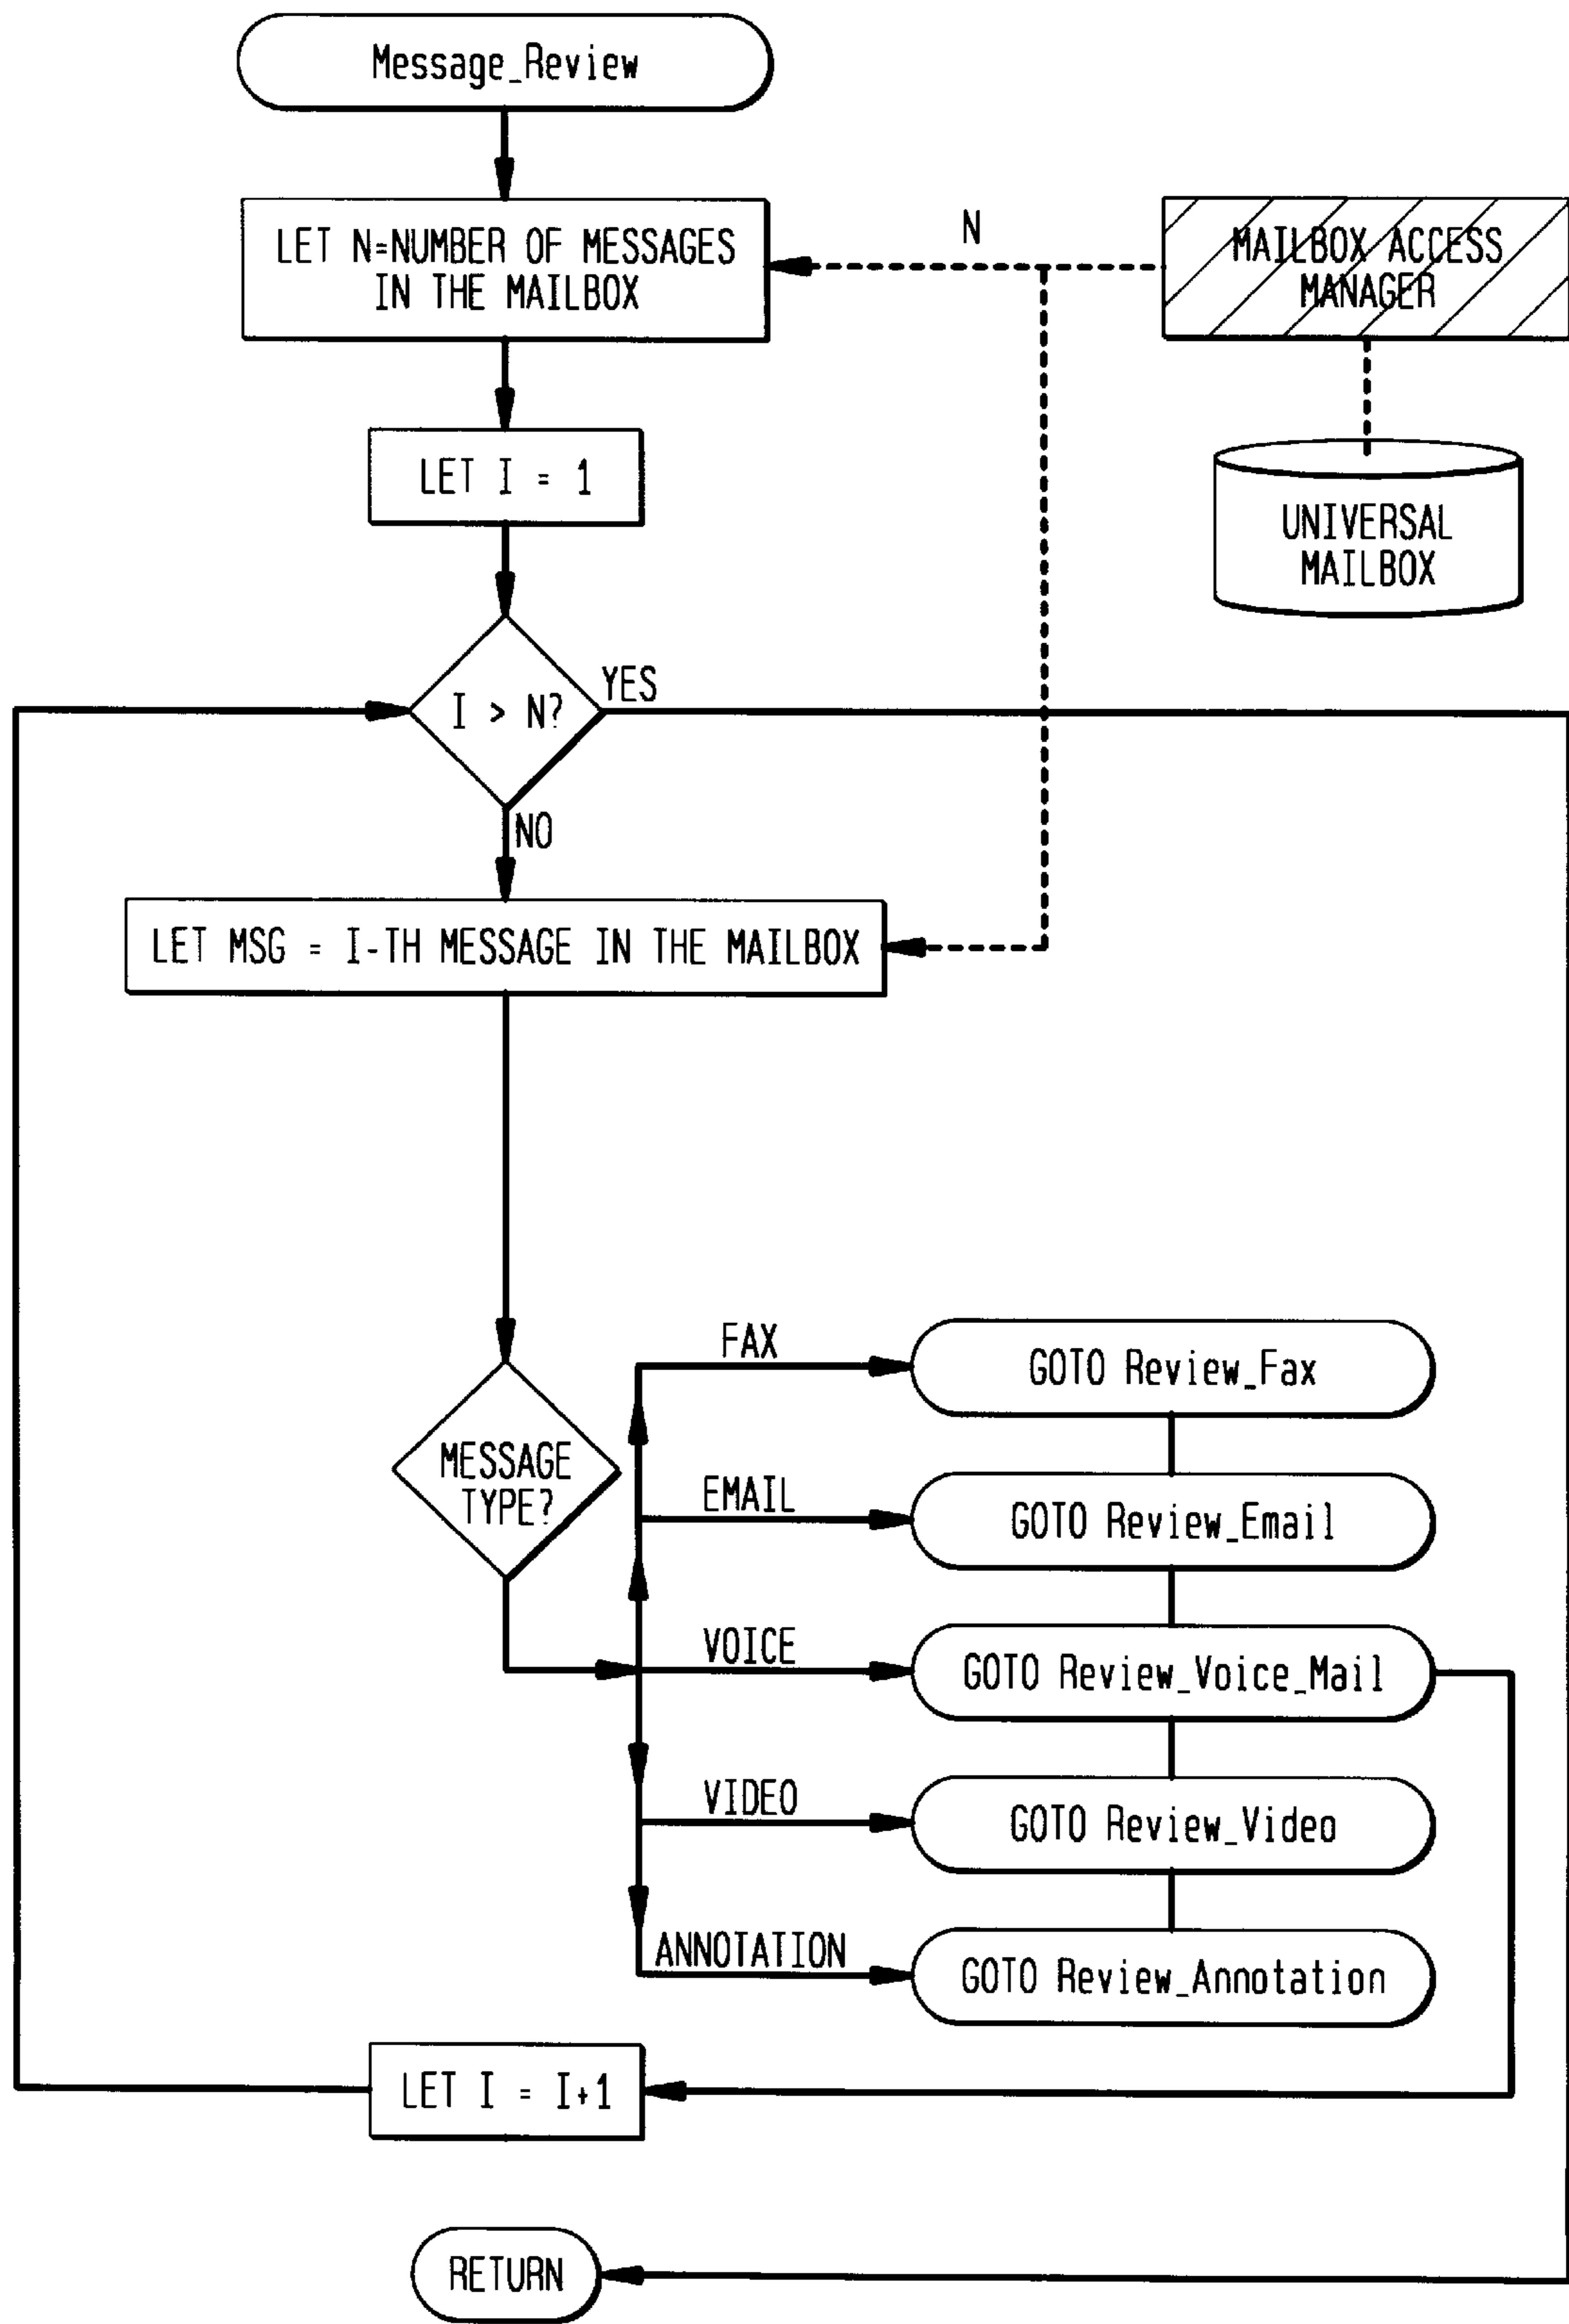 Message_Review
LET N=NUMBER OF MESSAGES
IN THE MAILBOX
N
MAILBOX ACCESS
MANAGER
LET I = 1
UNIVERSAL
MAILBOX
I > N?
YES
NO
LET MSG = I-TH MESSAGE IN THE MAILBOX
MESSAGE
TYPE?
FAX
GOTO Review_Fax
EMAIL
GOTO Review_Email
VOICE
GOTO Review_Voice_Mail
VIDEO
GOTO Review_Video
ANNOTATION
GOTO Review_Annotation
LET I = I+1
RETURN